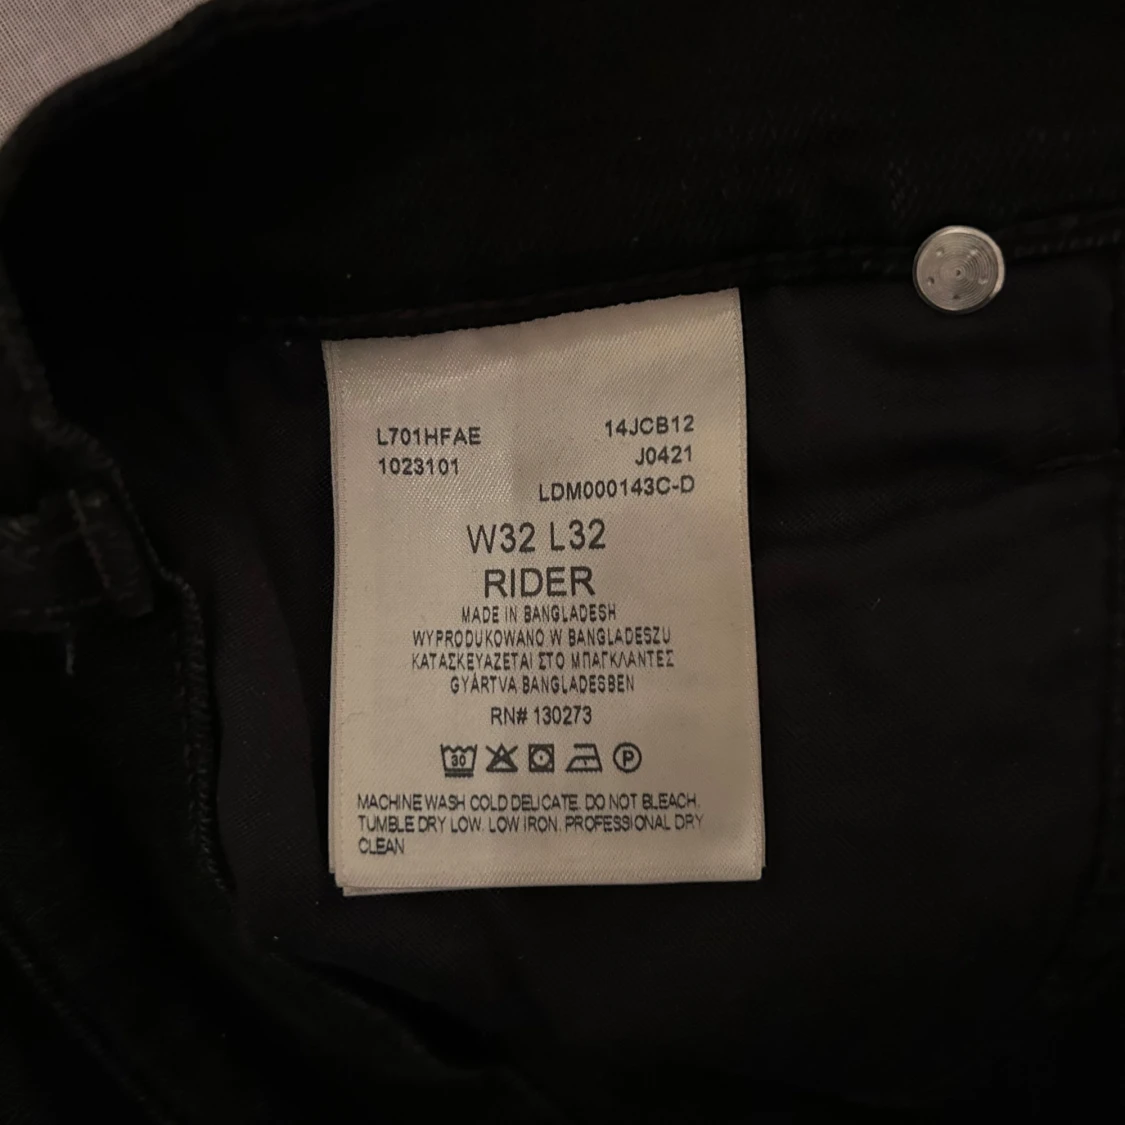 L701HFAE 14JCB12
1023101 J0421
LDM000143C-D
W32 L32
RIDER
MADE IN BANGLADESH
WYPRODUKOWANO W BANGLADESZU
ΚΑΤΑΣΚΕΥΑΖΕΤΑΙ ΣΤΟ ΜΠΑΓΚΛΑΝΤΕΣ
GYÁRTVA BANGLADESBEN
RN# 130273
30 P
MACHINE WASH COLD DELICATE. DO NOT BLEACH.
TUMBLE DRY LOW. LOW IRON. PROFESSIONAL DRY
CLEAN